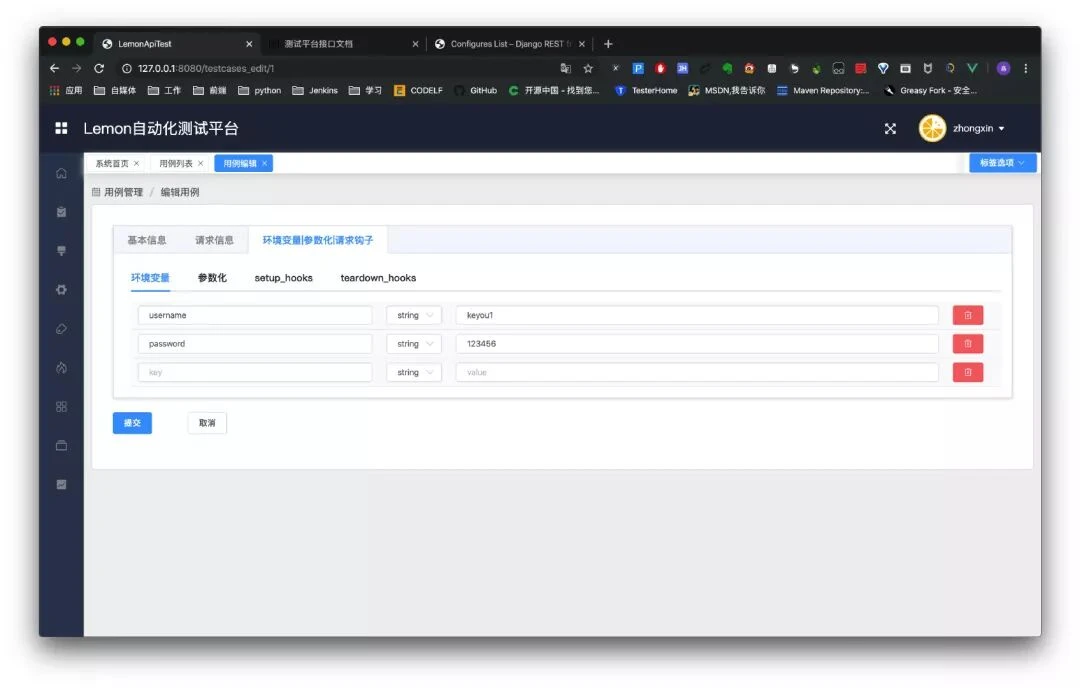 LemonApiTest
测试平台接口文档
Configures List – Django REST f
127.0.0.1:8080/testcases_edit/1
应用 自媒体 工作 前端 python Jenkins 学习 CODELF GitHub 开源中国 - 找到您... TesterHome MSDN,我告诉你 Maven Repository:... Greasy Fork - 安全...
Lemon自动化测试平台
zhongxin
系统首页 用例列表 用例编辑 标签选项
用例管理 / 编辑用例
基本信息 请求信息 环境变量|参数化|请求钩子
环境变量 参数化 setup_hooks teardown_hooks
username string keyou1
password string 123456
key string value
提交 取消